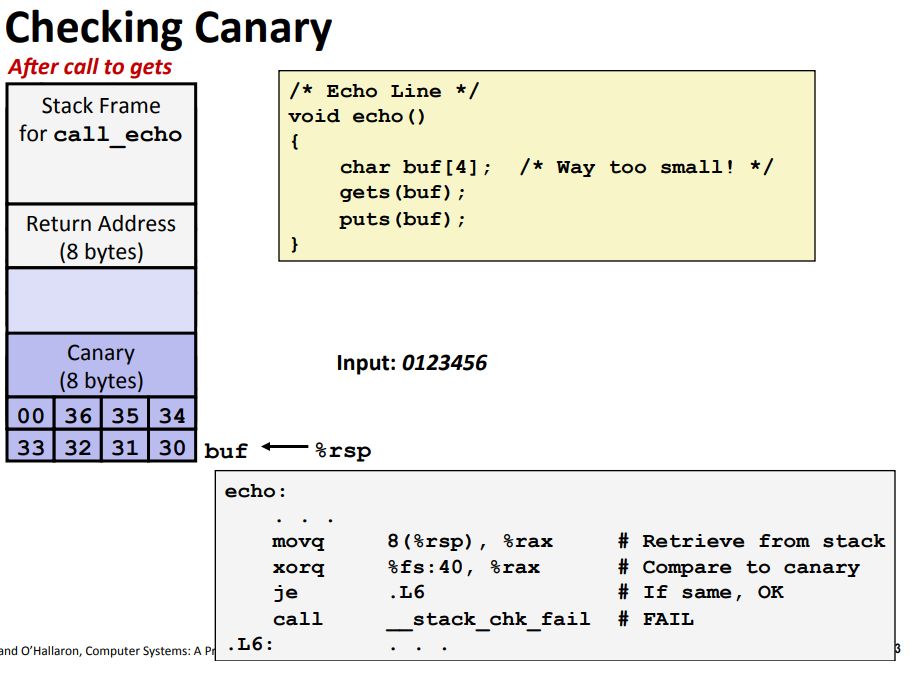 Checking Canary
After call to gets
Stack Frame
for call_echo
Return Address
(8 bytes)
Canary
(8 bytes)
00 36 35 34
33 32 31 30
buf
%rsp
/* Echo Line */
void echo()
{
    char buf[4];  /* Way too small! */
    gets(buf);
    puts(buf);
}
Input: 0123456
echo:
    . . .
    movq     8(%rsp), %rax     # Retrieve from stack
    xorq     %fs:40, %rax      # Compare to canary
    je       .L6               # If same, OK
    call     __stack_chk_fail  # FAIL
.L6:         . . .
and O'Hallaron, Computer Systems: A Pr
3